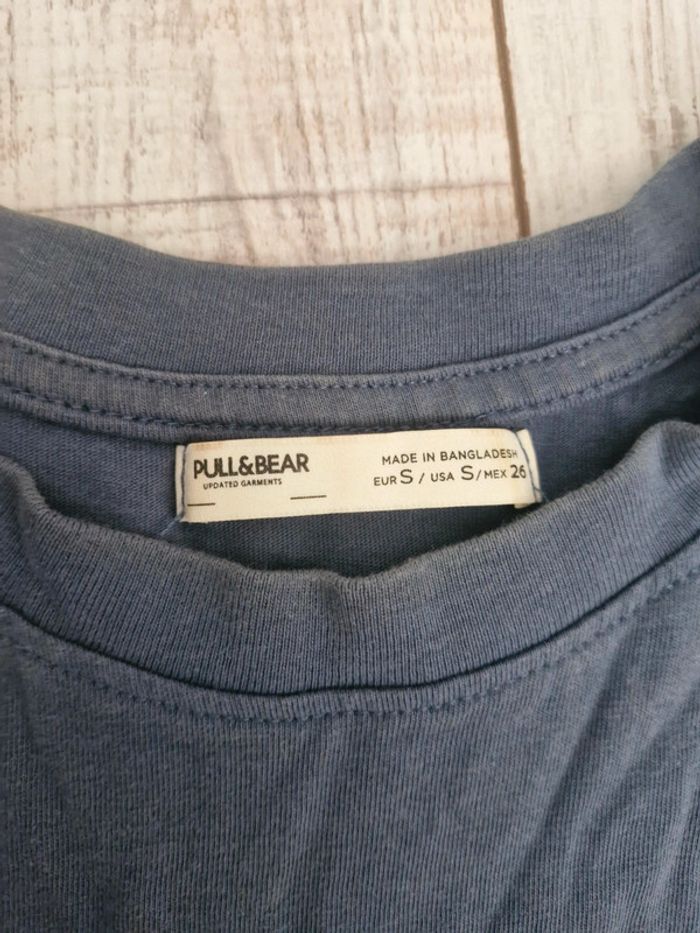 PULL&BEAR
UPDATED GARMENTS
MADE IN BANGLADESH
EUR S / USA S / MEX 26